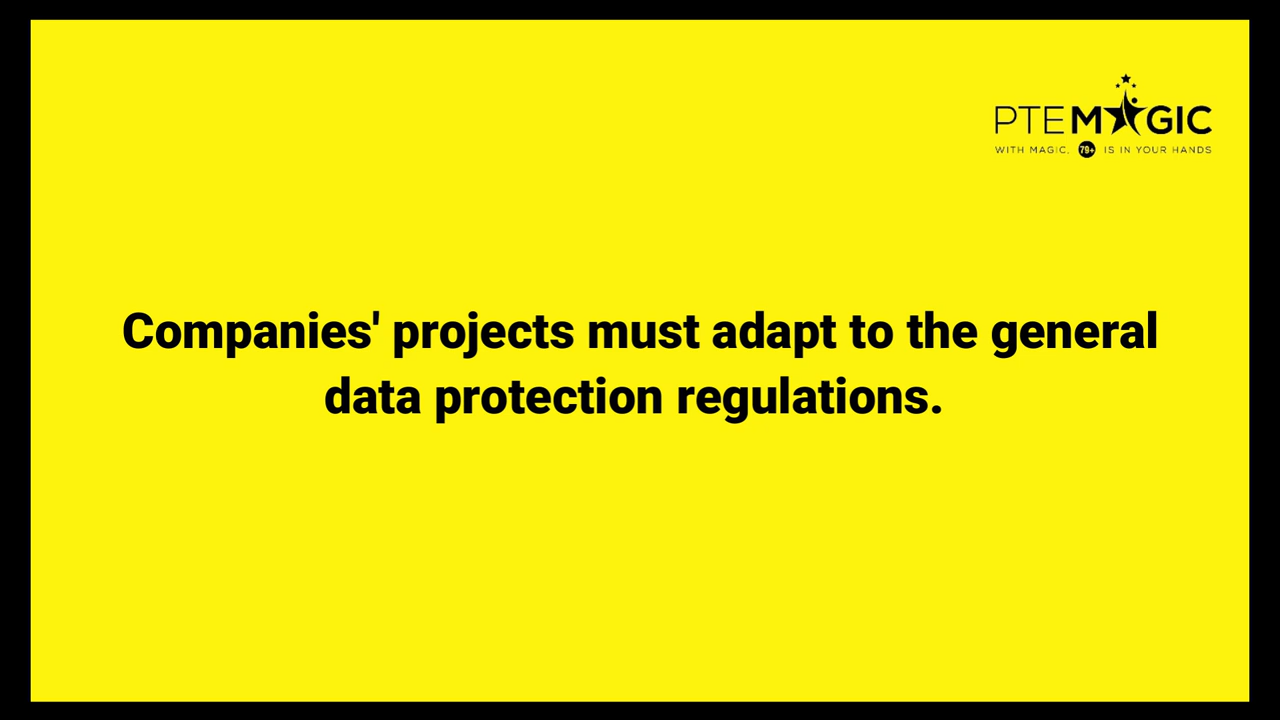 PTEMAGIC
WITH MAGIC, 79+ IS IN YOUR HANDS
Companies' projects must adapt to the general
data protection regulations.